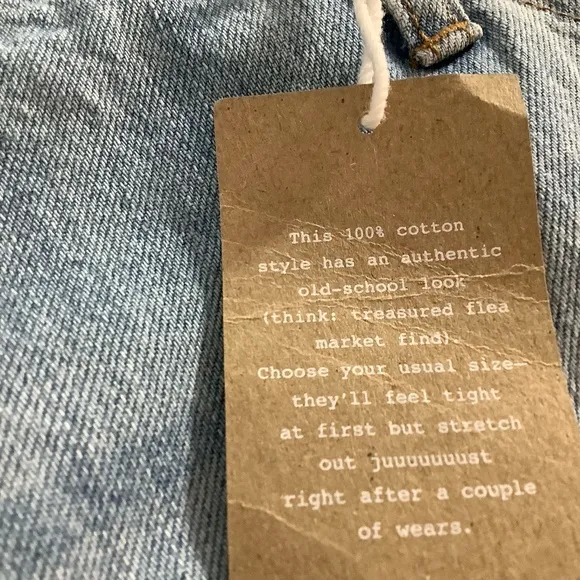 This 100% cotton
style has an authentic
old-school look
(think: treasured flea
market find).
Choose your usual size—
they'll feel tight
at first but stretch
out juuuuuuust
right after a couple
of wears.